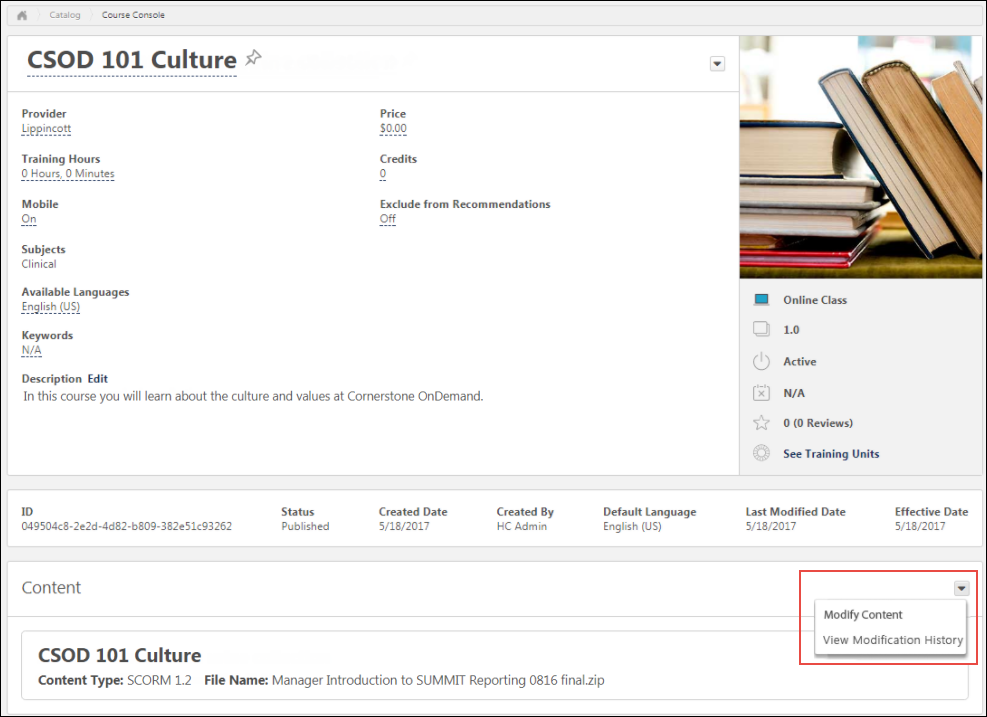 Catalog Course Console
CSOD 101 Culture
Provider Price
Lippincott $0.00
Training Hours Credits
0 Hours, 0 Minutes 0
Mobile Exclude from Recommendations
On Off
Subjects
Clinical
Available Languages
English (US)
Keywords
N/A
Description Edit
In this course you will learn about the culture and values at Cornerstone OnDemand.
Online Class
1.0
Active
N/A
0 (0 Reviews)
See Training Units
ID Status Created Date Created By Default Language Last Modified Date Effective Date
049504c8-2e2d-4d82-b809-382e51c93262 Published 5/18/2017 HC Admin English (US) 5/18/2017 5/18/2017
Content
Modify Content
View Modification History
CSOD 101 Culture
Content Type: SCORM 1.2 File Name: Manager Introduction to SUMMIT Reporting 0816 final.zip